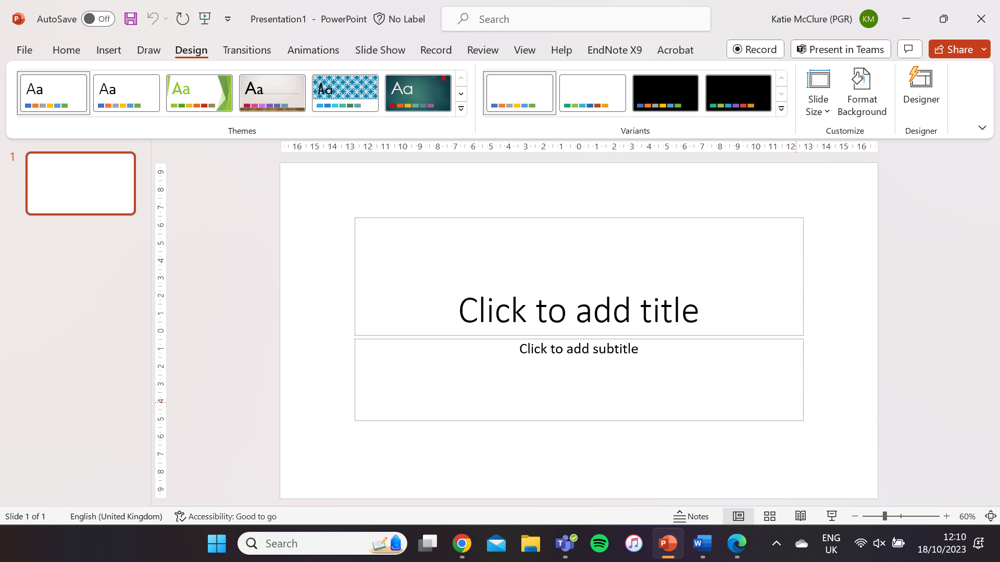 AutoSave Off Presentation1 - PowerPoint No Label Search Katie McClure (PGR) KM
File Home Insert Draw Design Transitions Animations Slide Show Record Review View Help EndNote X9 Acrobat Record Present in Teams Share
Aa Aa Aa Aa Aa Aa
Slide Size Format Background Designer
Themes Variants Customize Designer
16 15 14 13 12 11 10 9 8 7 6 5 4 3 2 1 0 1 2 3 4 5 6 7 8 9 10 11 12 13 14 15 16
1
9 8 7 6 5 4 3 2 1 0 1 2 3 4 5 6 7 8 9
Click to add title
Click to add subtitle
Slide 1 of 1 English (United Kingdom) Accessibility: Good to go Notes 60%
Search ENG UK 12:10 18/10/2023